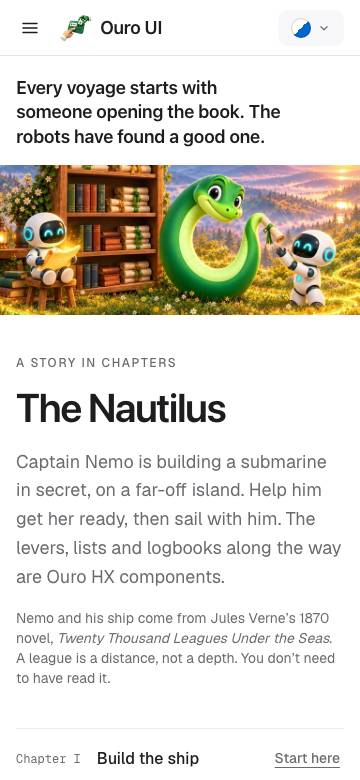 Ouro UI
Every voyage starts with
someone opening the book. The
robots have found a good one.
A STORY IN CHAPTERS
The Nautilus
Captain Nemo is building a submarine
in secret, on a far-off island. Help him
get her ready, then sail with him. The
levers, lists and logbooks along the way
are Ouro HX components.
Nemo and his ship come from Jules Verne’s 1870
novel, Twenty Thousand Leagues Under the Seas.
A league is a distance, not a depth. You don’t need
to have read it.
Chapter I Build the ship Start here